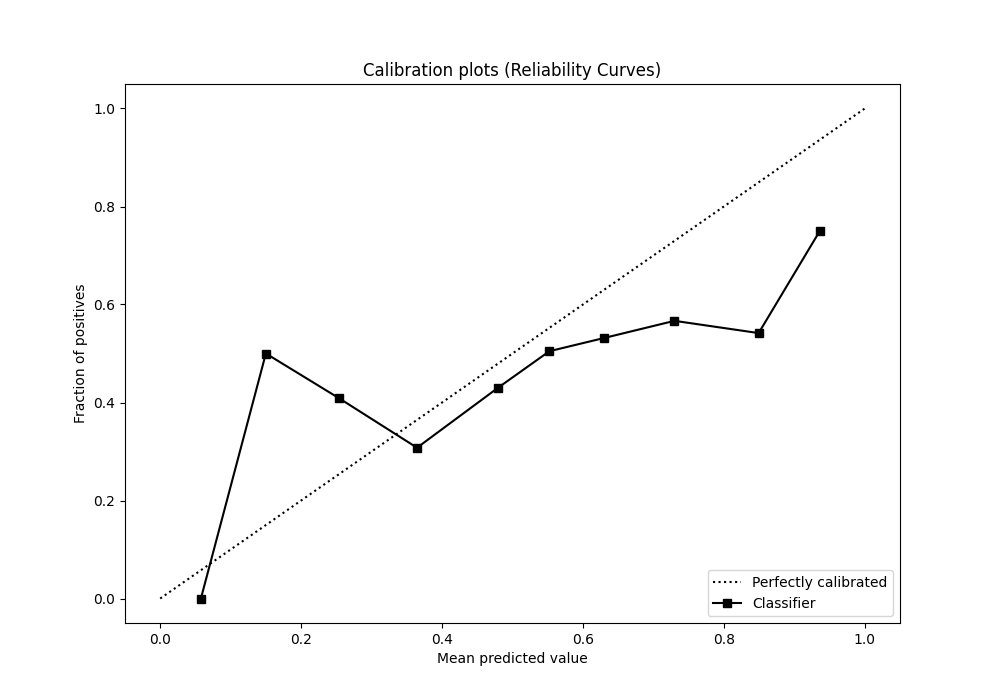 Calibration plots (Reliability Curves)
1.0
0.8
0.6
0.4
0.2
0.0
Fraction of positives
0.0 0.2 0.4 0.6 0.8 1.0
Mean predicted value
Perfectly calibrated
Classifier